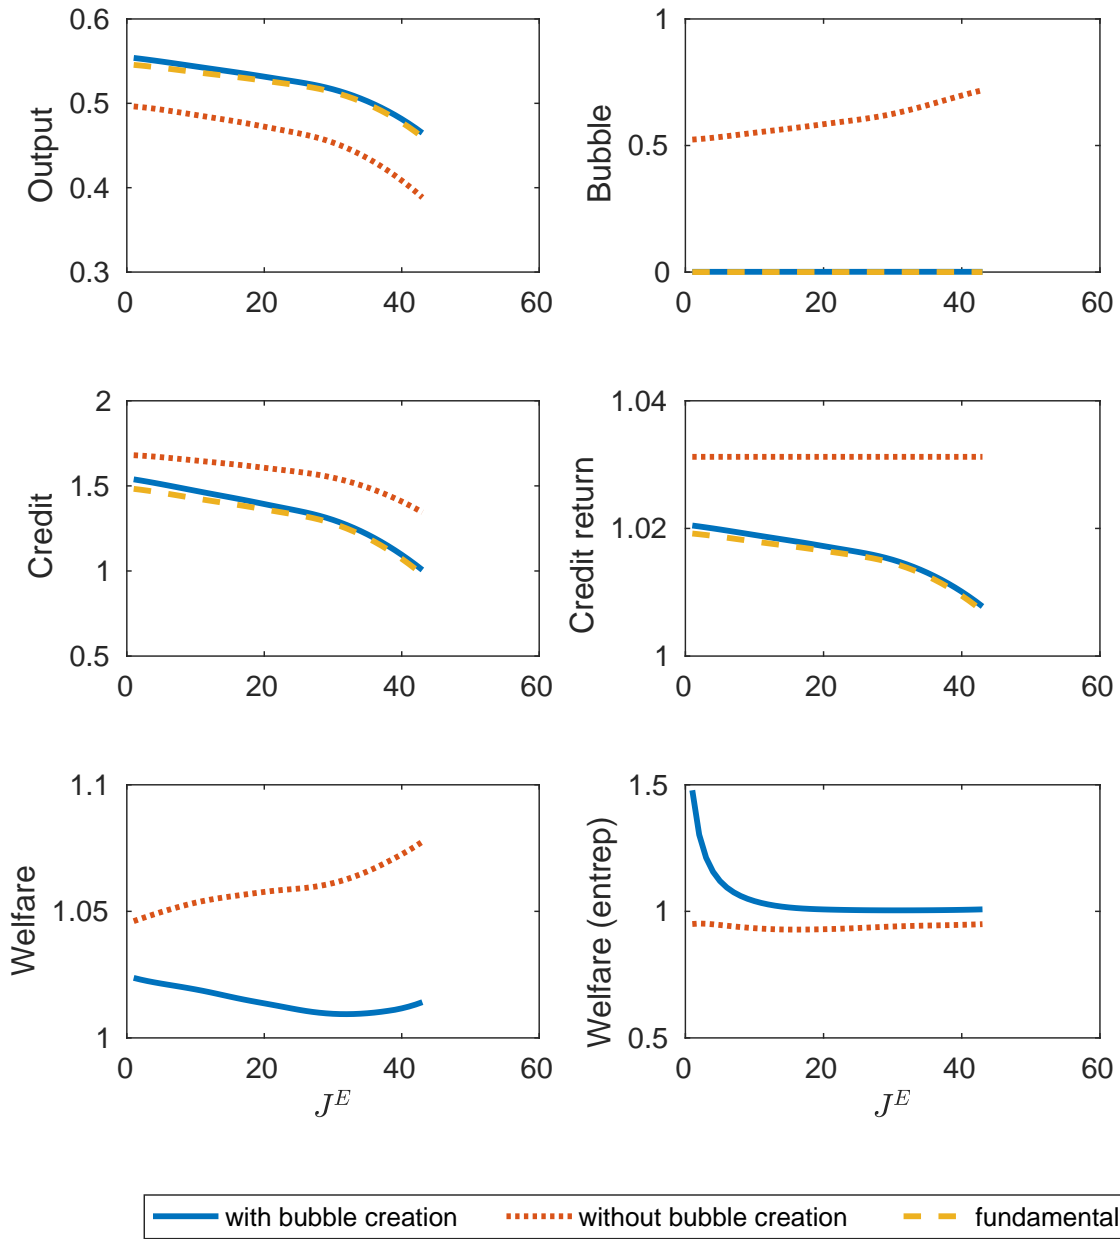 0.6
0.5
0.4
0.3
0 20 40 60
Output
1
0.5
0
0 20 40 60
Bubble
2
1.5
1
0.5
0 20 40 60
Credit
1.04
1.02
1
0 20 40 60
Credit return
1.1
1.05
1
0 20 40 60
Welfare
J^E
1.5
1
0.5
0 20 40 60
Welfare (entrep)
J^E
with bubble creation without bubble creation fundamental